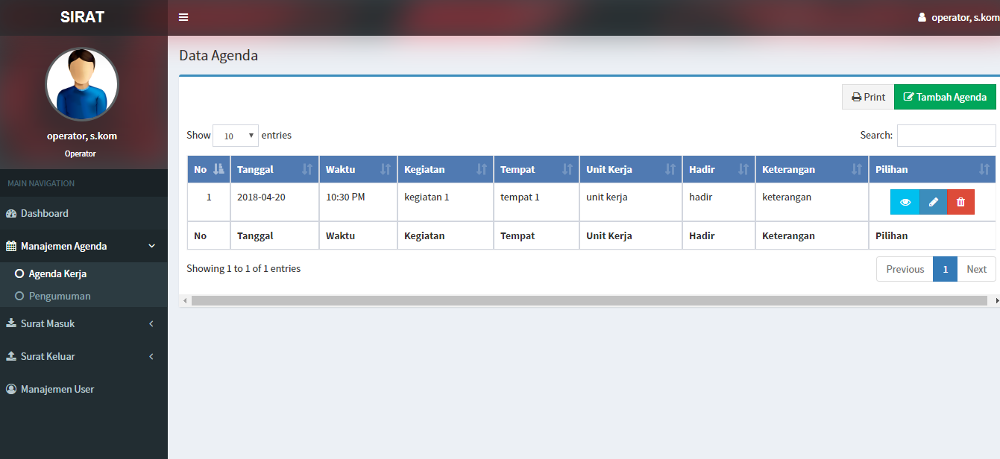 SIRAT
operator, s.kom
operator, s.kom
Operator
MAIN NAVIGATION
Dashboard
Manajemen Agenda
Agenda Kerja
Pengumuman
Surat Masuk
Surat Keluar
Manajemen User
Data Agenda
Print Tambah Agenda
Show 10 entries Search:
No Tanggal Waktu Kegiatan Tempat Unit Kerja Hadir Keterangan Pilihan
1 2018-04-20 10:30 PM kegiatan 1 tempat 1 unit kerja hadir keterangan
No Tanggal Waktu Kegiatan Tempat Unit Kerja Hadir Keterangan Pilihan
Showing 1 to 1 of 1 entries Previous 1 Next